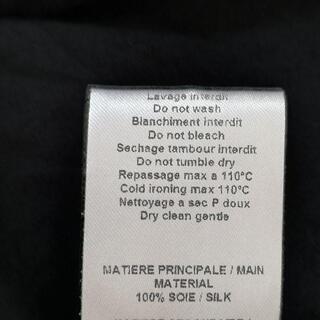 Lavage interdit
Do not wash
Blanchiment interdit
Do not bleach
Sechage tambour interdit
Do not tumble dry
Repassage max a 110°C
Cold ironing max 110°C
Nettoyage a sec P doux
Dry clean gentle
MATIERE PRINCIPALE / MAIN
MATERIAL
100% SOIE / SILK